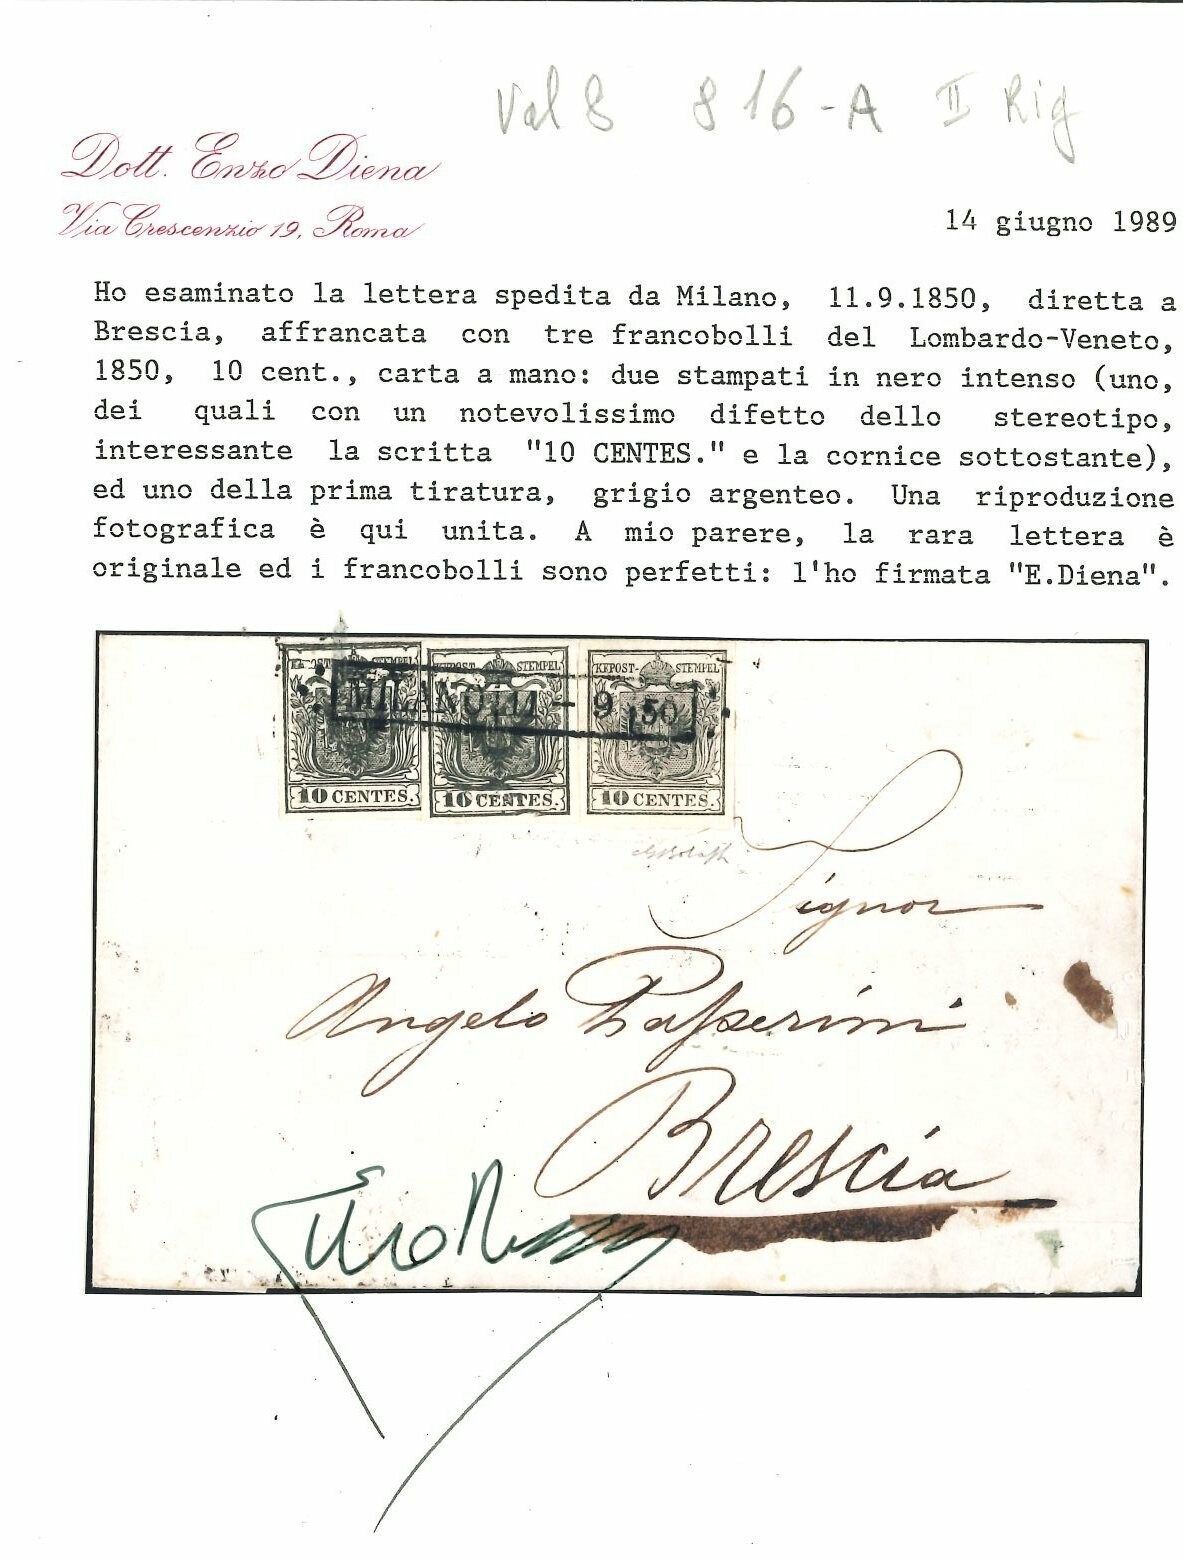 Val 8 816-A II Rig
Dott. Enzo Diena
Via Crescenzio 19, Roma
14 giugno 1989
Ho esaminato la lettera spedita da Milano, 11.9.1850, diretta a
Brescia, affrancata con tre francobolli del Lombardo-Veneto,
1850, 10 cent., carta a mano: due stampati in nero intenso (uno,
dei quali con un notevolissimo difetto dello stereotipo,
interessante la scritta "10 CENTES." e la cornice sottostante),
ed uno della prima tiratura, grigio argenteo. Una riproduzione
fotografica è qui unita. A mio parere, la rara lettera è
originale ed i francobolli sono perfetti: l'ho firmata "E.Diena".
STEMPEL KKPOST- STEMPEL
MILANO 11 - 9 50
10 CENTES. 10 CENTES. 10 CENTES.
Signor
Angelo Passerini
Brescia